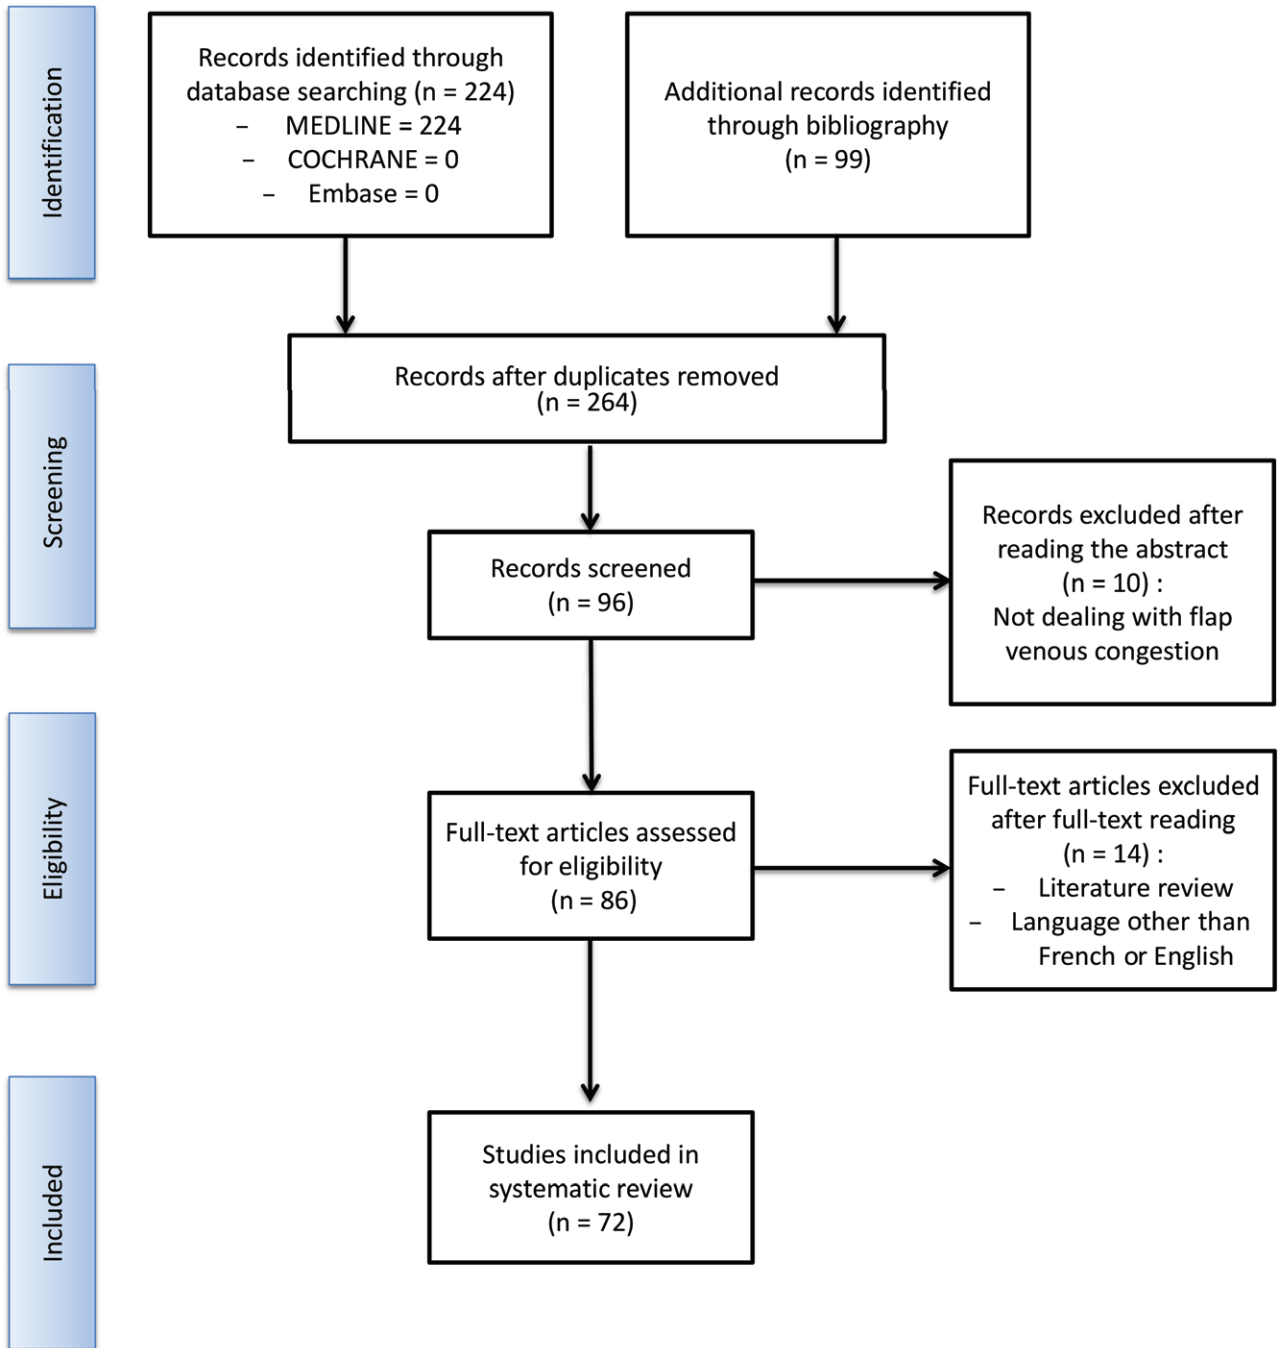 Identification
Records identified through
database searching (n = 224)
– MEDLINE = 224
– COCHRANE = 0
– Embase = 0
Additional records identified
through bibliography
(n = 99)
Records after duplicates removed
(n = 264)
Screening
Records screened
(n = 96)
Records excluded after
reading the abstract
(n = 10) :
Not dealing with flap
venous congestion
Eligibility
Full-text articles assessed
for eligibility
(n = 86)
Full-text articles excluded
after full-text reading
(n = 14) :
– Literature review
– Language other than
French or English
Included
Studies included in
systematic review
(n = 72)